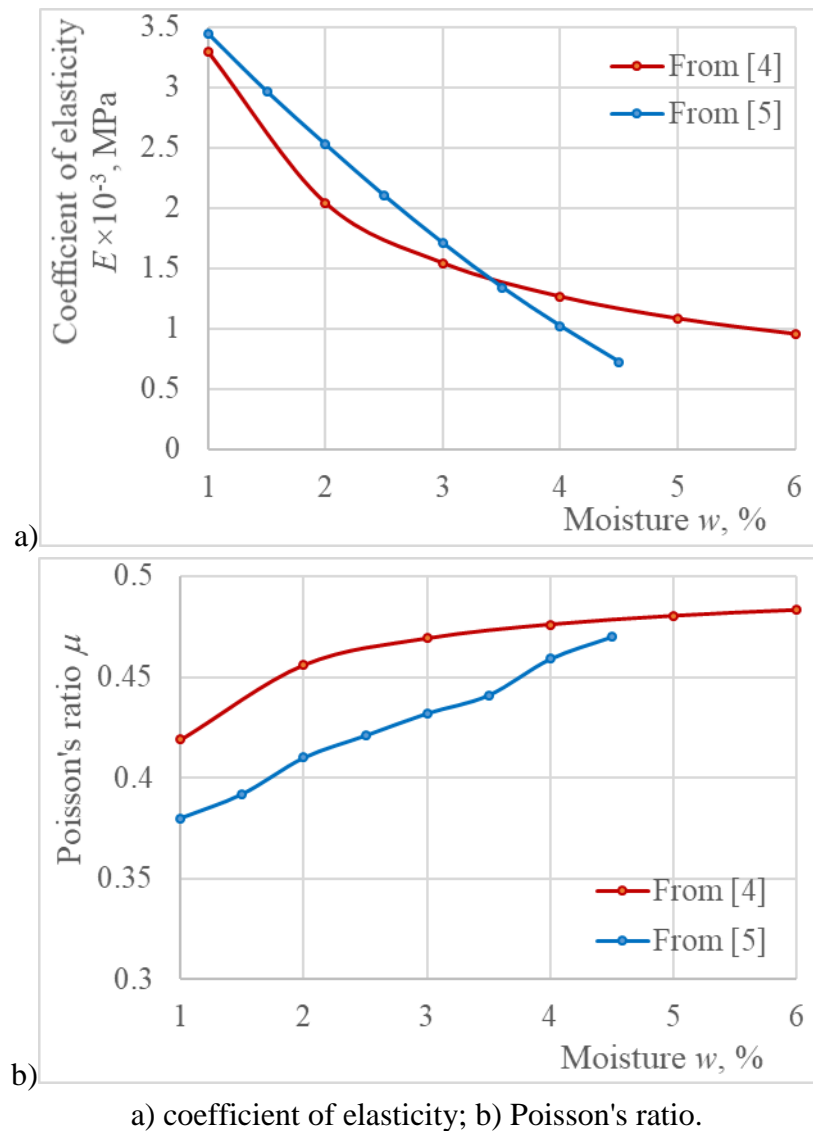 3.5
3
2.5
2
1.5
1
0.5
0
Coefficient of elasticity
E×10⁻³, MPa
From [4]
From [5]
1 2 3 4 5 6
Moisture w, %
a)
0.5
0.45
0.4
0.35
0.3
Poisson's ratio μ
From [4]
From [5]
1 2 3 4 5 6
Moisture w, %
b)
a) coefficient of elasticity; b) Poisson's ratio.